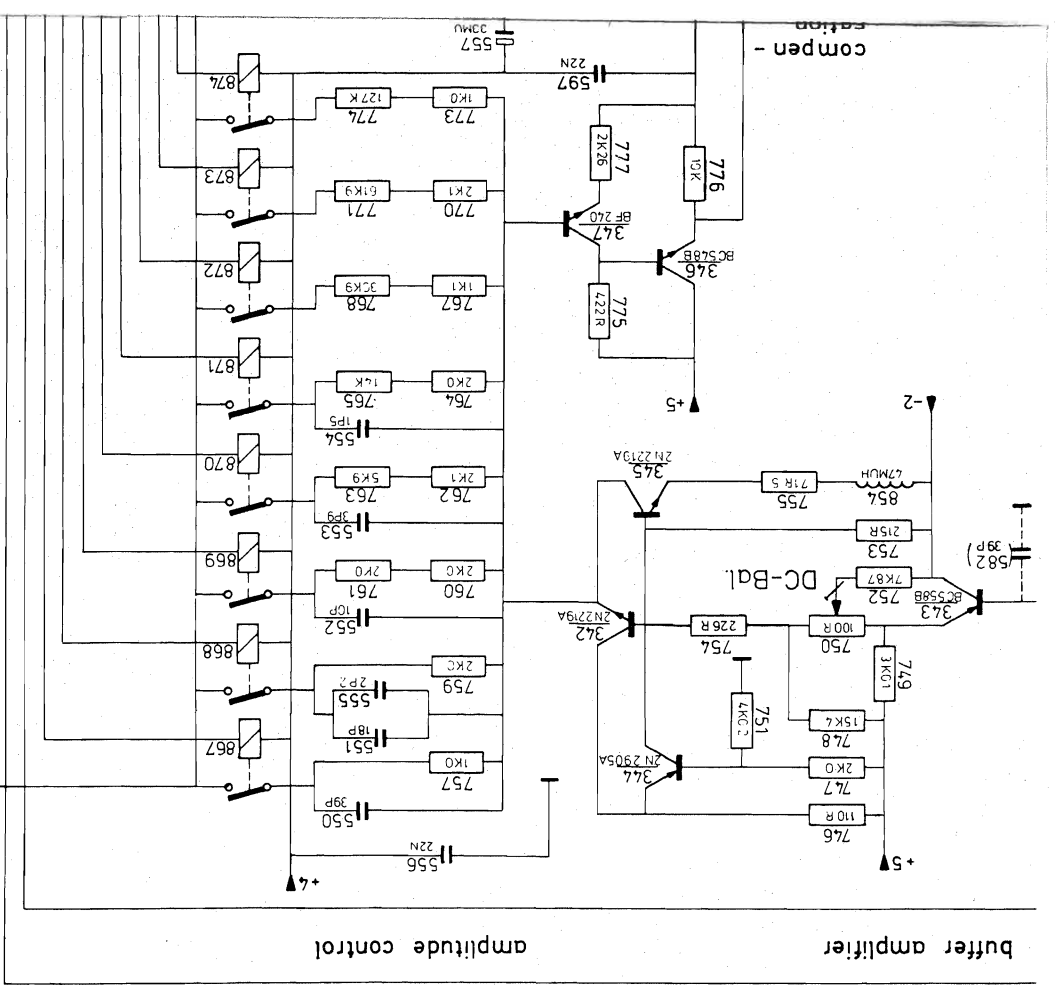 buffer amplifier
amplitude control
+4
+5
556
22N
746
110R
550
39P
747
2K0
344
2N2905A
757
1K0
867
748
15K4
751
4K02
551
18P
555
2P2
749
3K01
759
2K0
868
750
100R
754
226R
342
2N2219A
343
BC558B
752
7K87
DC-Bal.
(582
39P)
552
10P
760
2K0
761
2K0
869
753
215R
553
3P9
762
2K1
763
5K9
870
854
47MUH
755
71R5
345
2N2219A
554
1P5
764
2K0
765
14K
871
-2
+5
775
422R
767
1K1
768
30K9
872
346
BC548B
347
BF240
770
2K1
771
61K9
873
776
10K
777
2K26
773
1K0
774
127K
874
597
22N
557
33MU
compen-
sation